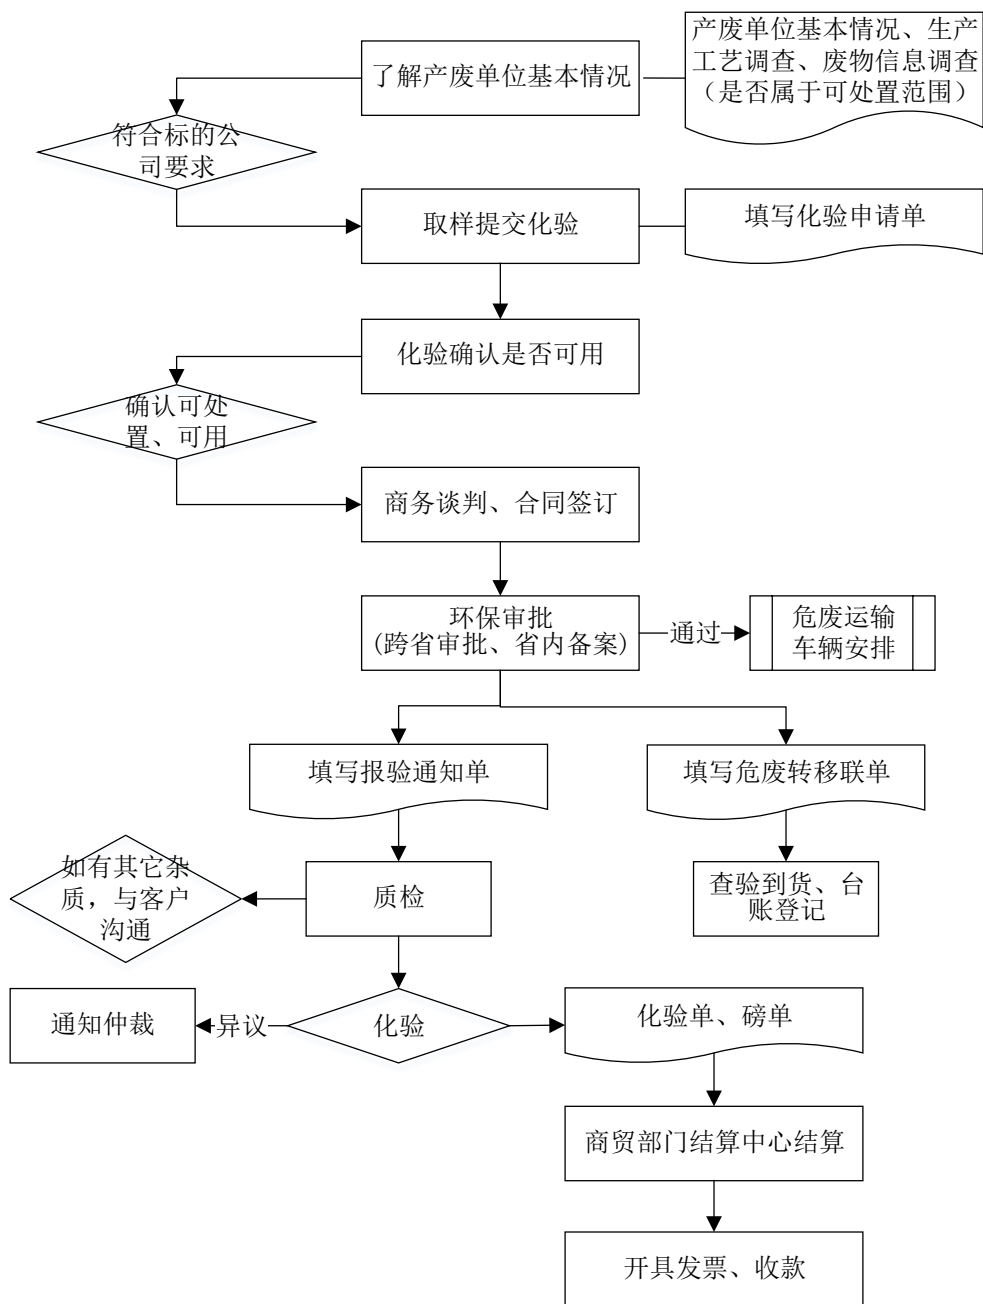 产废单位基本情况、生产
工艺调查、废物信息调查
（是否属于可处置范围）
了解产废单位基本情况
符合标的公
司要求
取样提交化验
填写化验申请单
化验确认是否可用
确认可处
置、可用
商务谈判、合同签订
环保审批
(跨省审批、省内备案)
通过
危废运输
车辆安排
填写报验通知单
填写危废转移联单
如有其它杂
质，与客户
沟通
质检
查验到货、台
账登记
通知仲裁
异议
化验
化验单、磅单
商贸部门结算中心结算
开具发票、收款